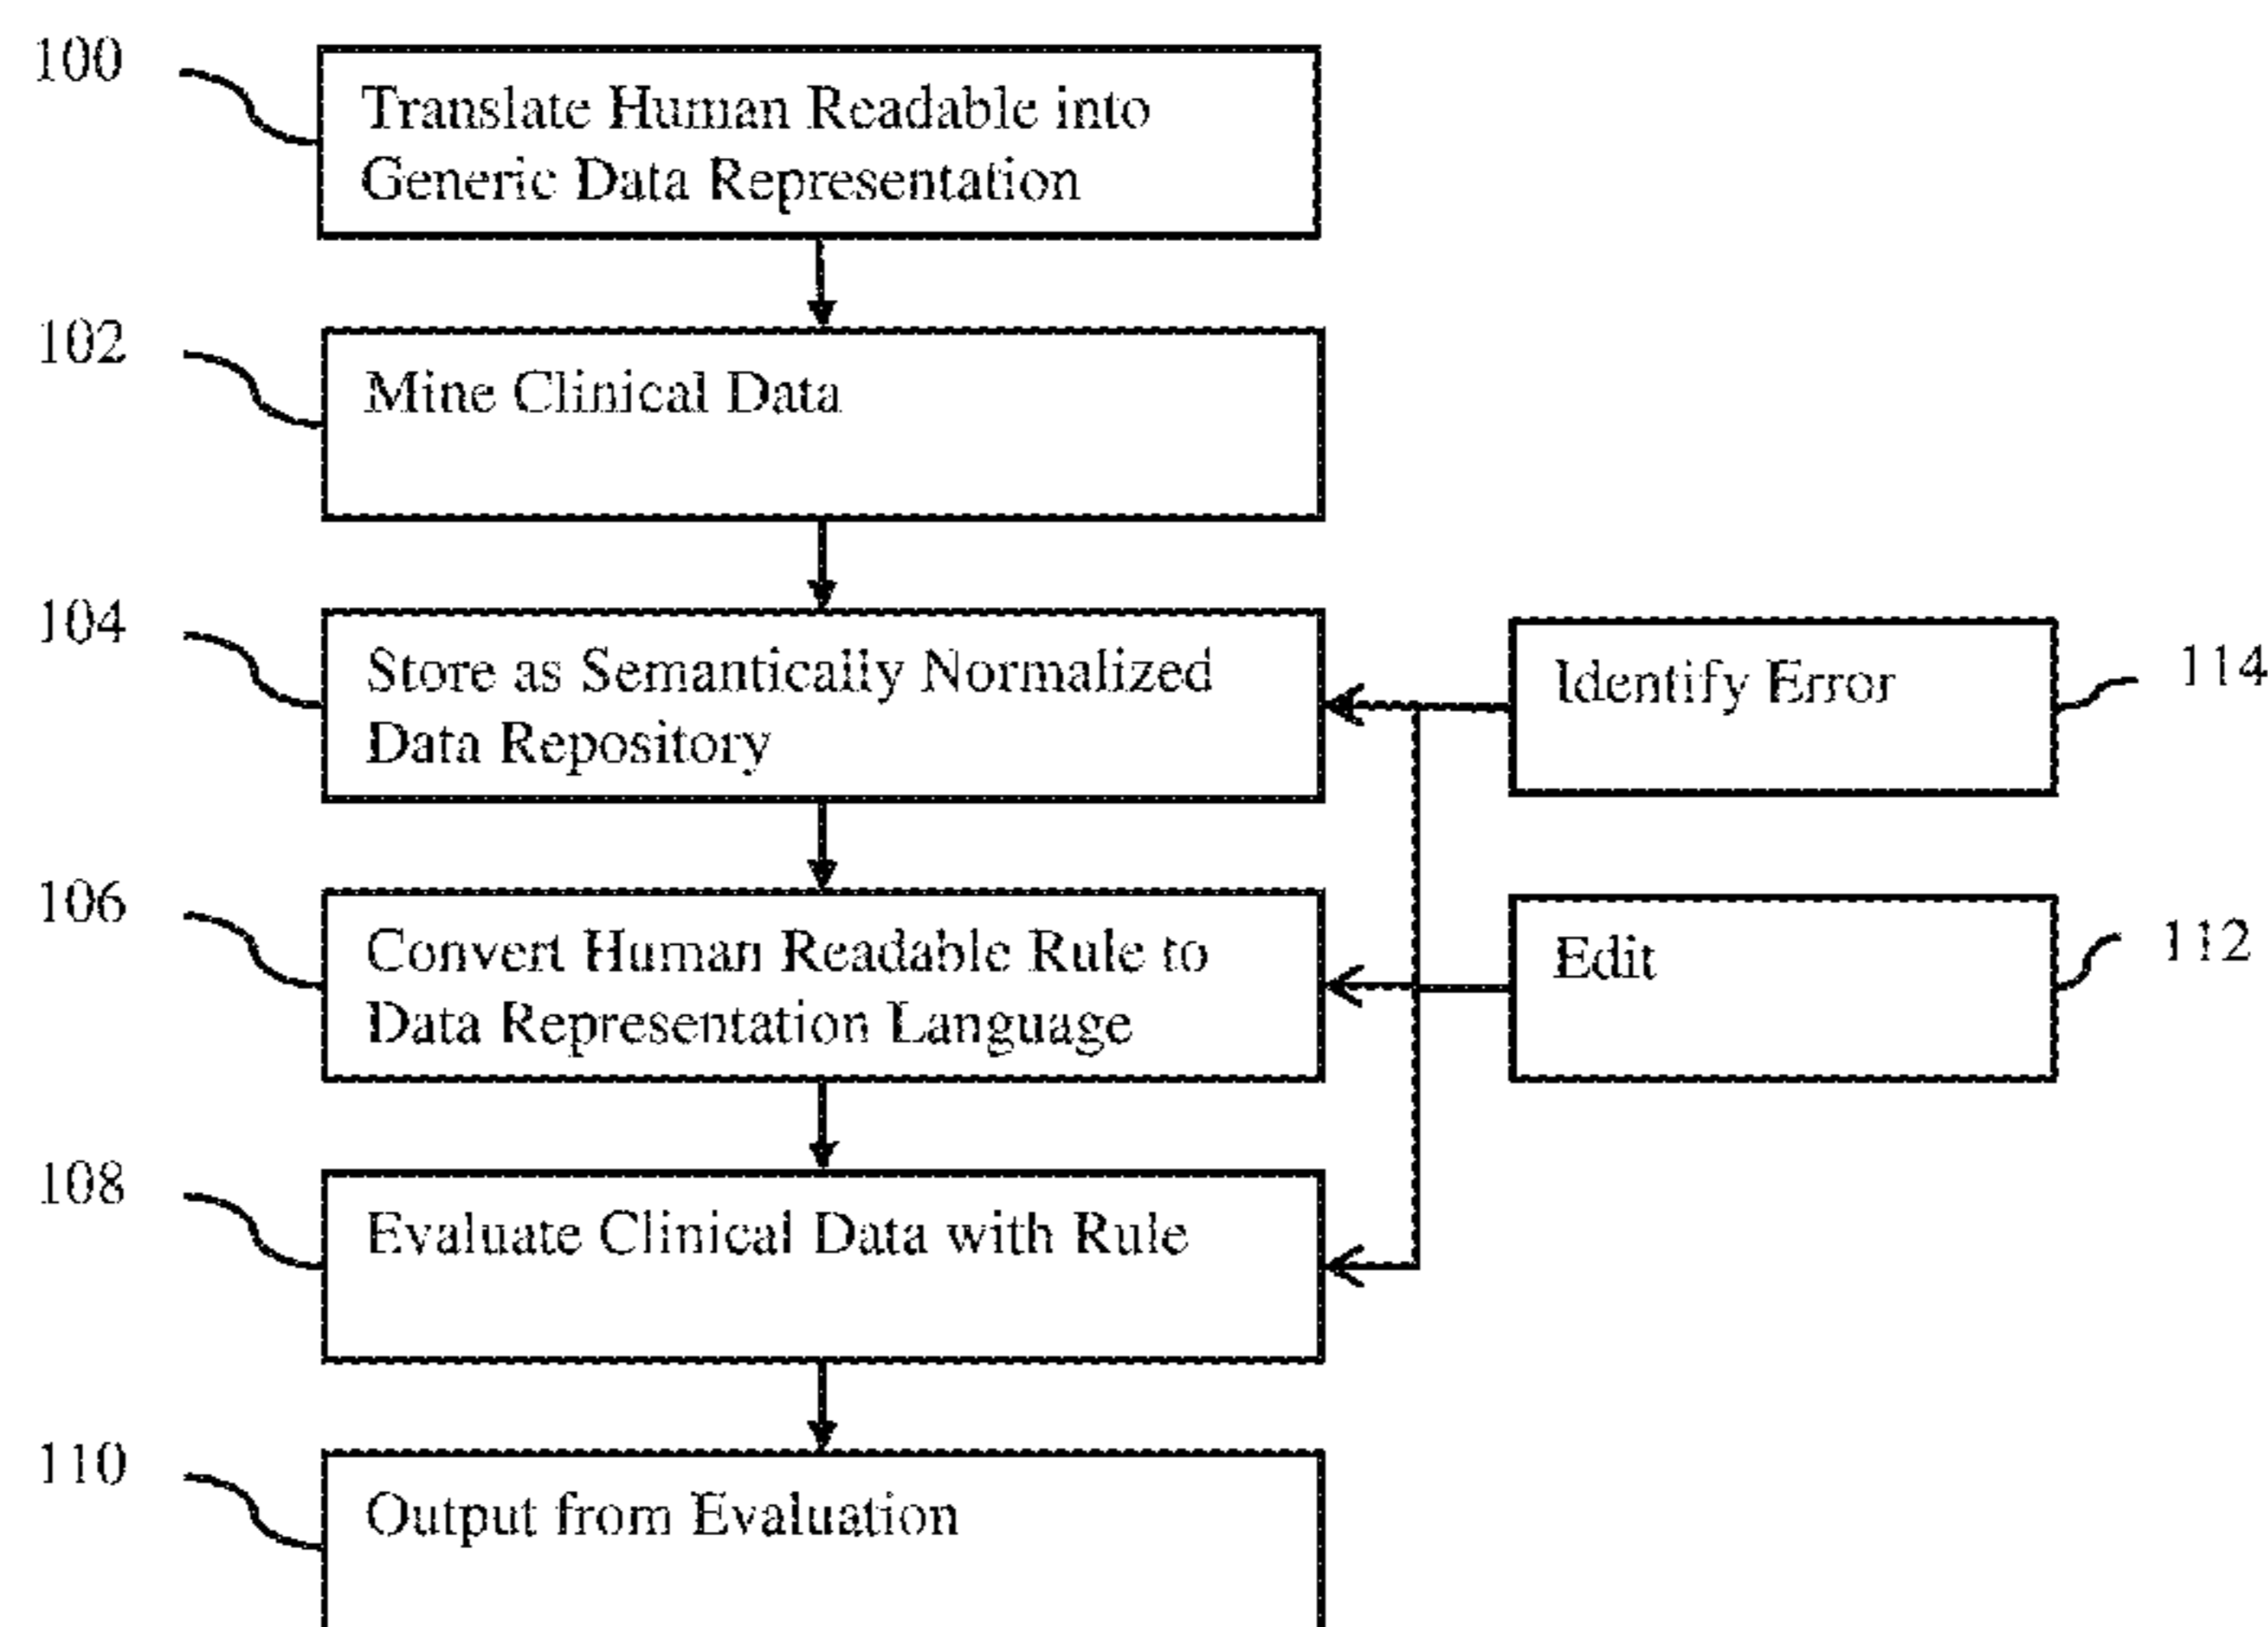 100
Translate Human Readable into
Generic Data Representation
102
Mine Clinical Data
104
Store as Semantically Normalized
Data Repository
Identify Error
114
106
Convert Human Readable Rule to
Data Representation Language
Edit
112
108
Evaluate Clinical Data with Rule
110
Output from Evaluation